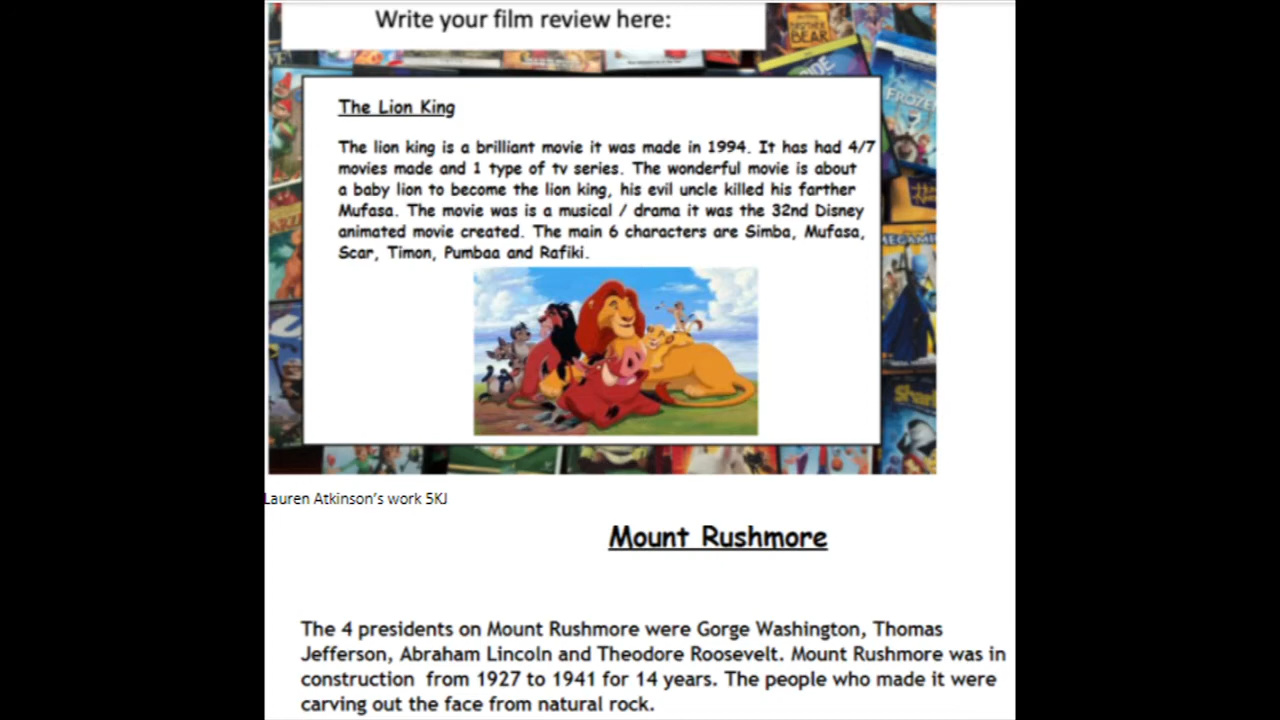 Write your film review here:
BEAR
FROZEN
The Lion King
The lion king is a brilliant movie it was made in 1994. It has had 4/7
movies made and 1 type of tv series. The wonderful movie is about
a baby lion to become the lion king, his evil uncle killed his farther
Mufasa. The movie was is a musical / drama it was the 32nd Disney
animated movie created. The main 6 characters are Simba, Mufasa,
Scar, Timon, Pumbaa and Rafiki.
MEGAMI
Lauren Atkinson's work 5KJ
Mount Rushmore
The 4 presidents on Mount Rushmore were Gorge Washington, Thomas
Jefferson, Abraham Lincoln and Theodore Roosevelt. Mount Rushmore was in
construction from 1927 to 1941 for 14 years. The people who made it were
carving out the face from natural rock.